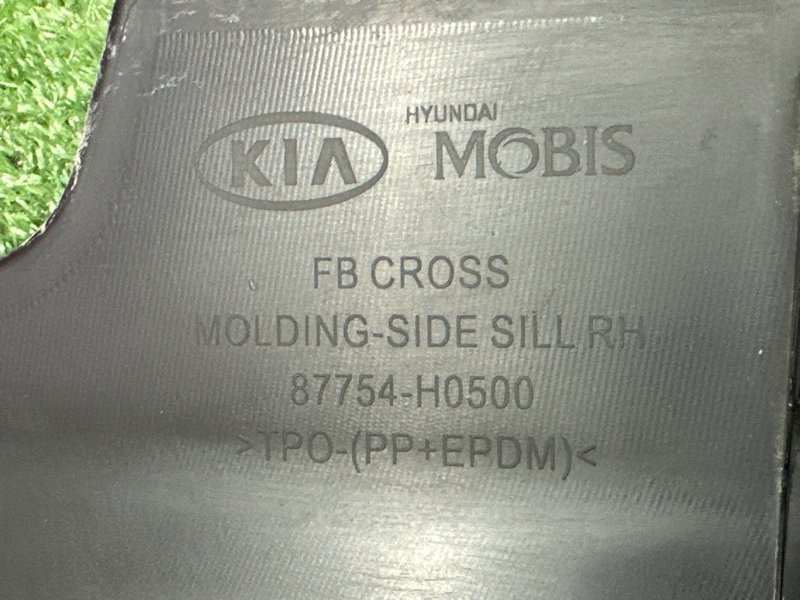 KIA HYUNDAI MOBIS
FB CROSS
MOLDING-SIDE SILL RH
87754-H0500
>TPO-(PP+EPDM)<